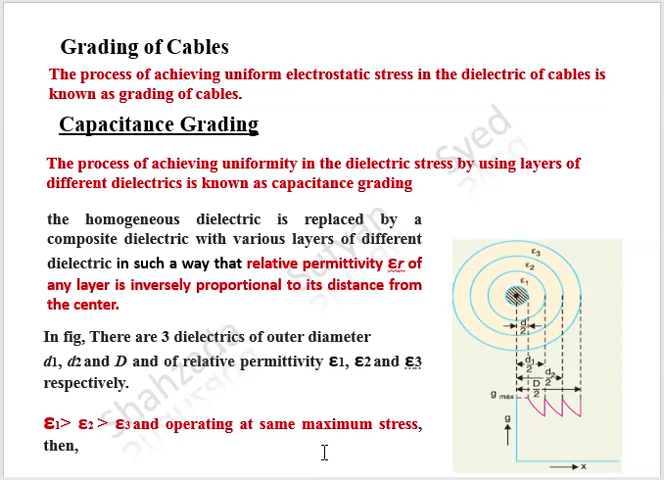 Grading of Cables
The process of achieving uniform electrostatic stress in the dielectric of cables is
known as grading of cables.
Capacitance Grading
The process of achieving uniformity in the dielectric stress by using layers of
different dielectrics is known as capacitance grading
the homogeneous dielectric is replaced by a
composite dielectric with various layers of different
dielectric in such a way that relative permittivity εr of
any layer is inversely proportional to its distance from
the center.
In fig, There are 3 dielectrics of outer diameter
d1, d2 and D and of relative permittivity ε1, ε2 and ε3
respectively.
ε1> ε2 > ε3 and operating at same maximum stress,
then,
ε3
ε2
ε1
d/2
d1/2
d2/2
D/2
g max
g
x
Syed
Sufyan
Shahzada